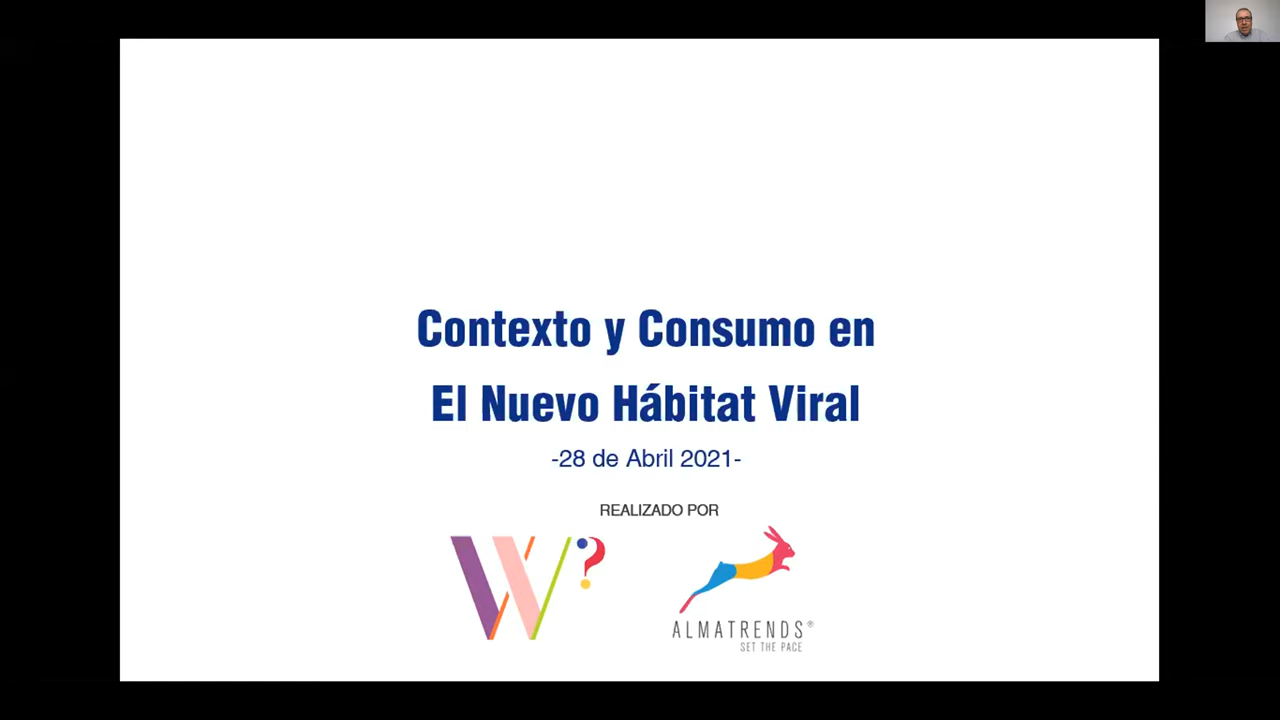 Contexto y Consumo en
El Nuevo Hábitat Viral
-28 de Abril 2021-
REALIZADO POR
W?
ALMATRENDS®
SET THE PACE